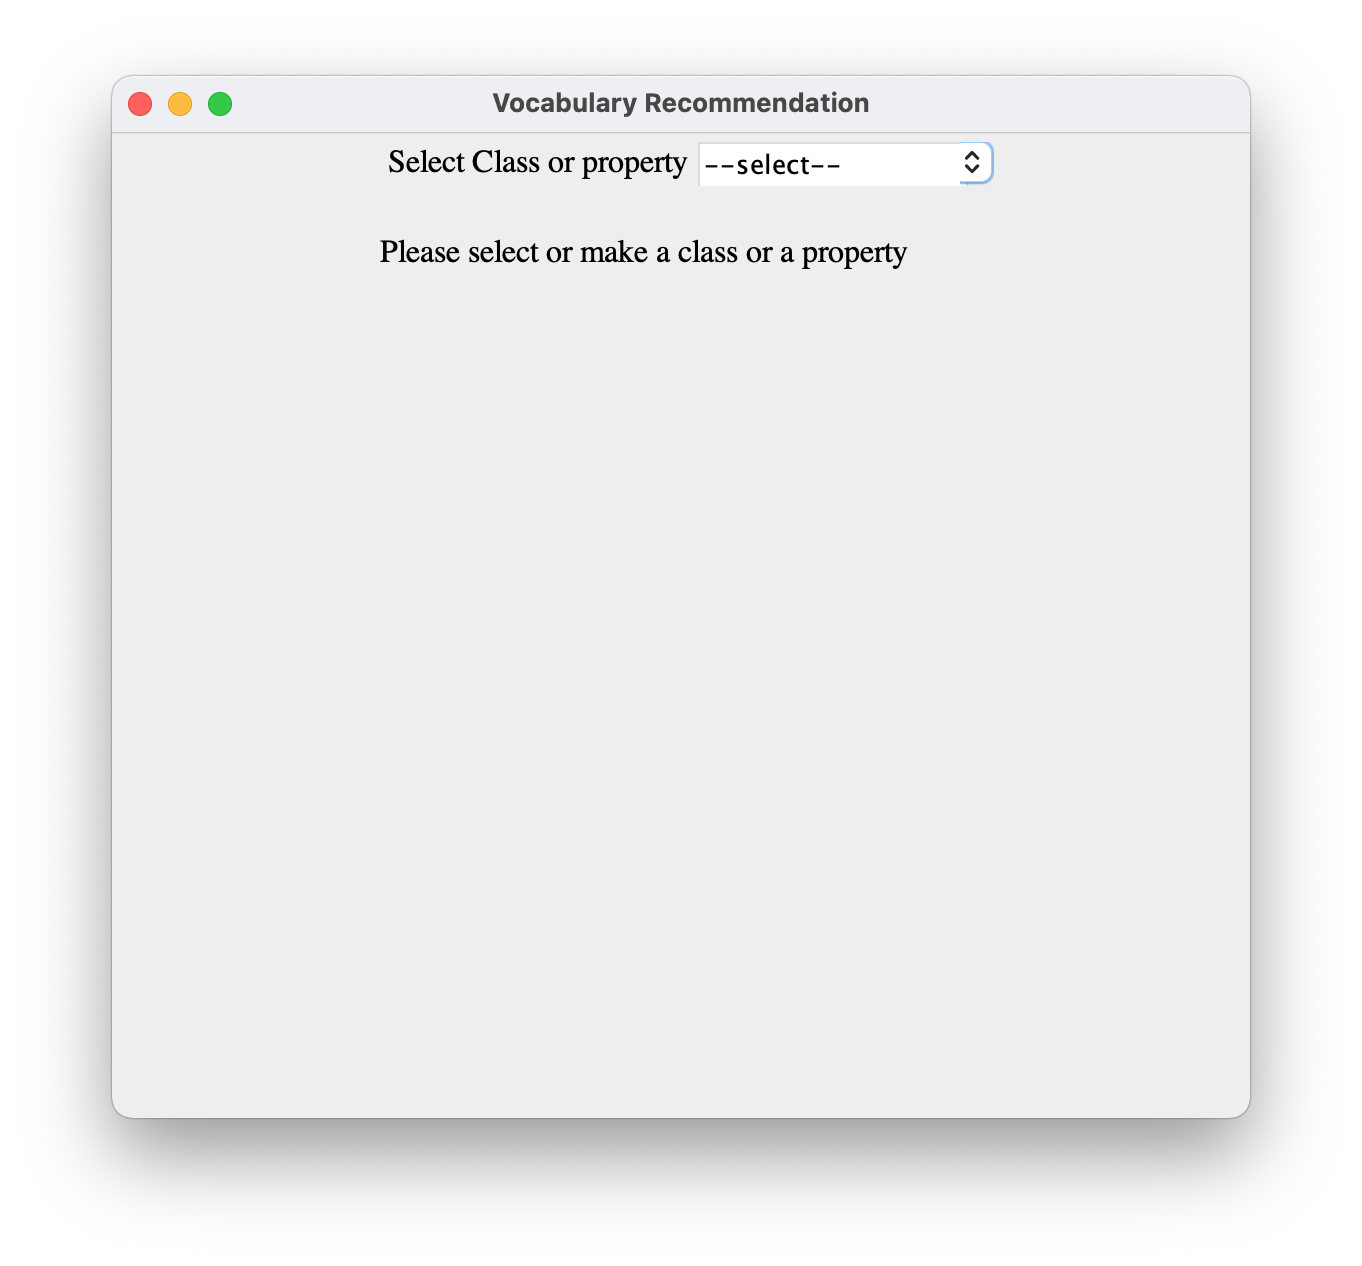 Vocabulary Recommendation
Select Class or property --select--
Please select or make a class or a property